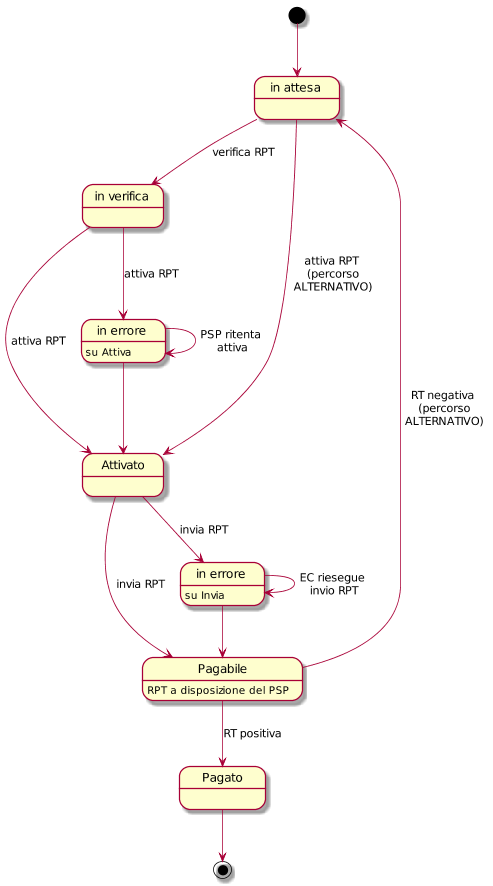 in attesa
verifica RPT
in verifica
attiva RPT
(percorso
ALTERNATIVO)
attiva RPT
in errore
su Attiva
PSP ritenta
attiva
attiva RPT
RT negativa
(percorso
ALTERNATIVO)
Attivato
invia RPT
in errore
su Invia
EC riesegue
invio RPT
invia RPT
Pagabile
RPT a disposizione del PSP
RT positiva
Pagato